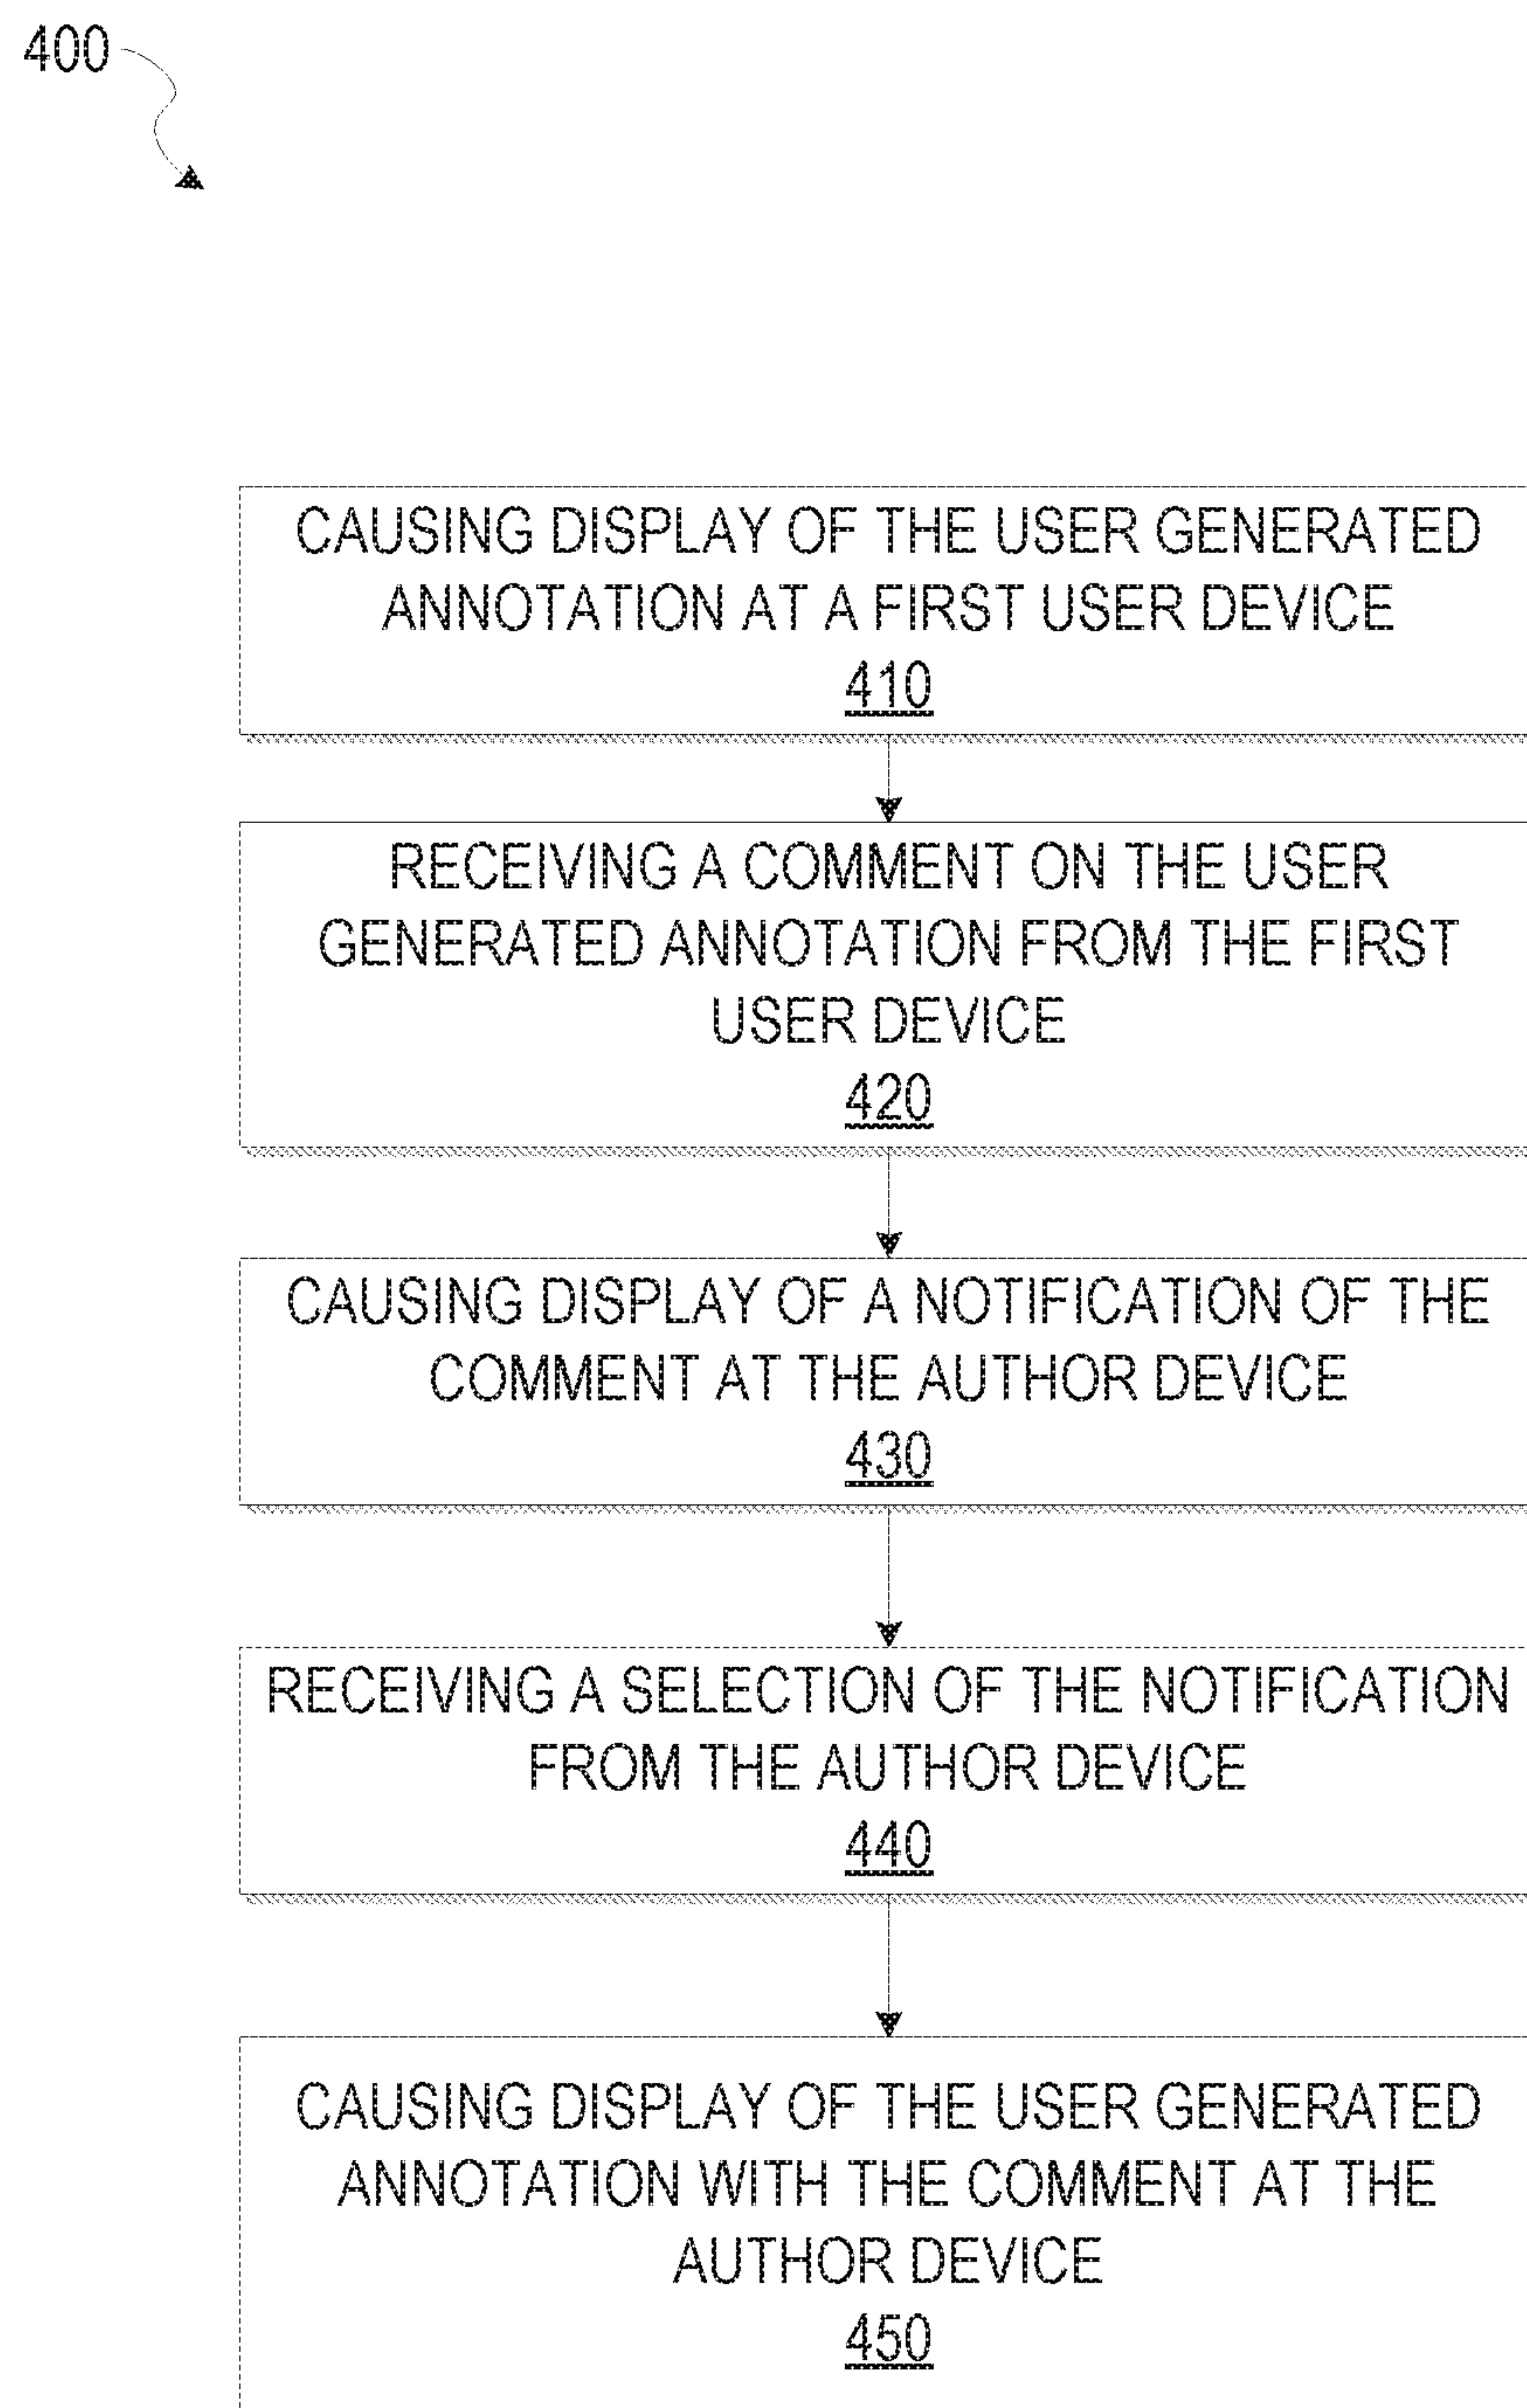 400
CAUSING DISPLAY OF THE USER GENERATED
ANNOTATION AT A FIRST USER DEVICE
410
RECEIVING A COMMENT ON THE USER
GENERATED ANNOTATION FROM THE FIRST
USER DEVICE
420
CAUSING DISPLAY OF A NOTIFICATION OF THE
COMMENT AT THE AUTHOR DEVICE
430
RECEIVING A SELECTION OF THE NOTIFICATION
FROM THE AUTHOR DEVICE
440
CAUSING DISPLAY OF THE USER GENERATED
ANNOTATION WITH THE COMMENT AT THE
AUTHOR DEVICE
450